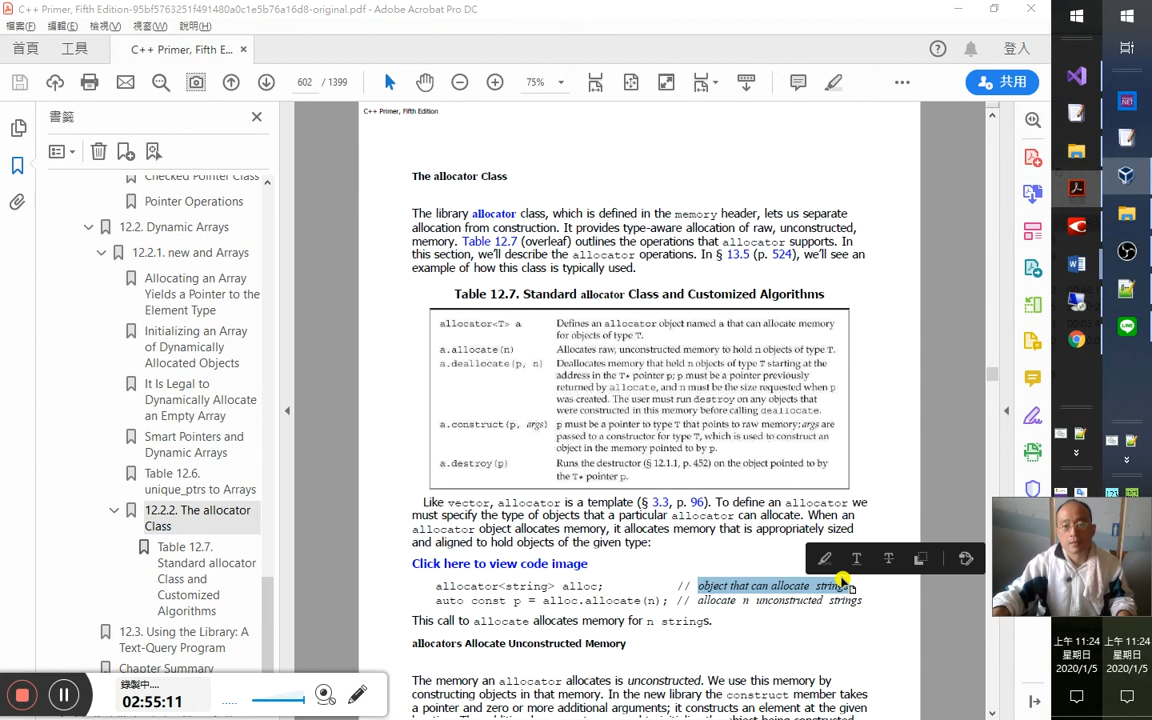 C++ Primer, Fifth Edition-95bf5763251f491480a0c1e5b76a16d8-original.pdf - Adobe Acrobat Pro DC
檔案(F) 編輯(E) 檢視(V) 視窗(W) 說明(H)
首頁 工具 C++ Primer, Fifth E... × 登入
602 / 1399 75% 共用
書籤
Checked Pointer Class
Pointer Operations
12.2. Dynamic Arrays
12.2.1. new and Arrays
Allocating an Array
Yields a Pointer to the
Element Type
Initializing an Array
of Dynamically
Allocated Objects
It Is Legal to
Dynamically Allocate
an Empty Array
Smart Pointers and
Dynamic Arrays
Table 12.6.
unique_ptrs to Arrays
12.2.2. The allocator
Class
Table 12.7.
Standard allocator
Class and
Customized
Algorithms
12.3. Using the Library: A
Text-Query Program
Chapter Summary
錄製中....
02:55:11
C++ Primer, Fifth Edition
The allocator Class
The library allocator class, which is defined in the memory header, lets us separate
allocation from construction. It provides type-aware allocation of raw, unconstructed,
memory. Table 12.7 (overleaf) outlines the operations that allocator supports. In
this section, we'll describe the allocator operations. In § 13.5 (p. 524), we'll see an
example of how this class is typically used.
Table 12.7. Standard allocator Class and Customized Algorithms
allocator<T> a Defines an allocator object named a that can allocate memory
for objects of type T.
a.allocate(n) Allocates raw, unconstructed memory to hold n objects of type T.
a.deallocate(p, n) Deallocates memory that held n objects of type T starting at the
address in the T* pointer p; p must be a pointer previously
returned by allocate, and n must be the size requested when p
was created. The user must run destroy on any objects that
were constructed in this memory before calling deallocate.
a.construct(p, args) p must be a pointer to type T that points to raw memory; args are
passed to a constructor for type T, which is used to construct an
object in the memory pointed to by p.
a.destroy(p) Runs the destructor (§ 12.1.1, p. 452) on the object pointed to by
the T* pointer p.
Like vector, allocator is a template (§ 3.3, p. 96). To define an allocator we
must specify the type of objects that a particular allocator can allocate. When an
allocator object allocates memory, it allocates memory that is appropriately sized
and aligned to hold objects of the given type:
Click here to view code image
allocator<string> alloc; // object that can allocate strings
auto const p = alloc.allocate(n); // allocate n unconstructed strings
This call to allocate allocates memory for n strings.
allocators Allocate Unconstructed Memory
The memory an allocator allocates is unconstructed. We use this memory by
constructing objects in that memory. In the new library the construct member takes
a pointer and zero or more additional arguments; it constructs an element at the given
上午 11:24 上午 11:24
星期日 星期日
2020/1/5 2020/1/5